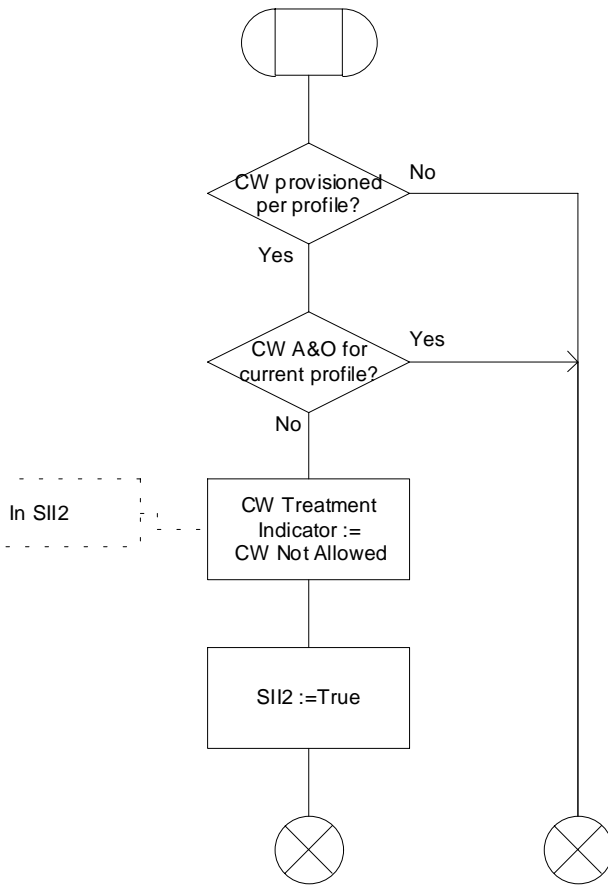 CW provisioned
per profile?
No
Yes
CW A&O for
current profile?
Yes
No
In SII2
CW Treatment
Indicator :=
CW Not Allowed
SII2 :=True